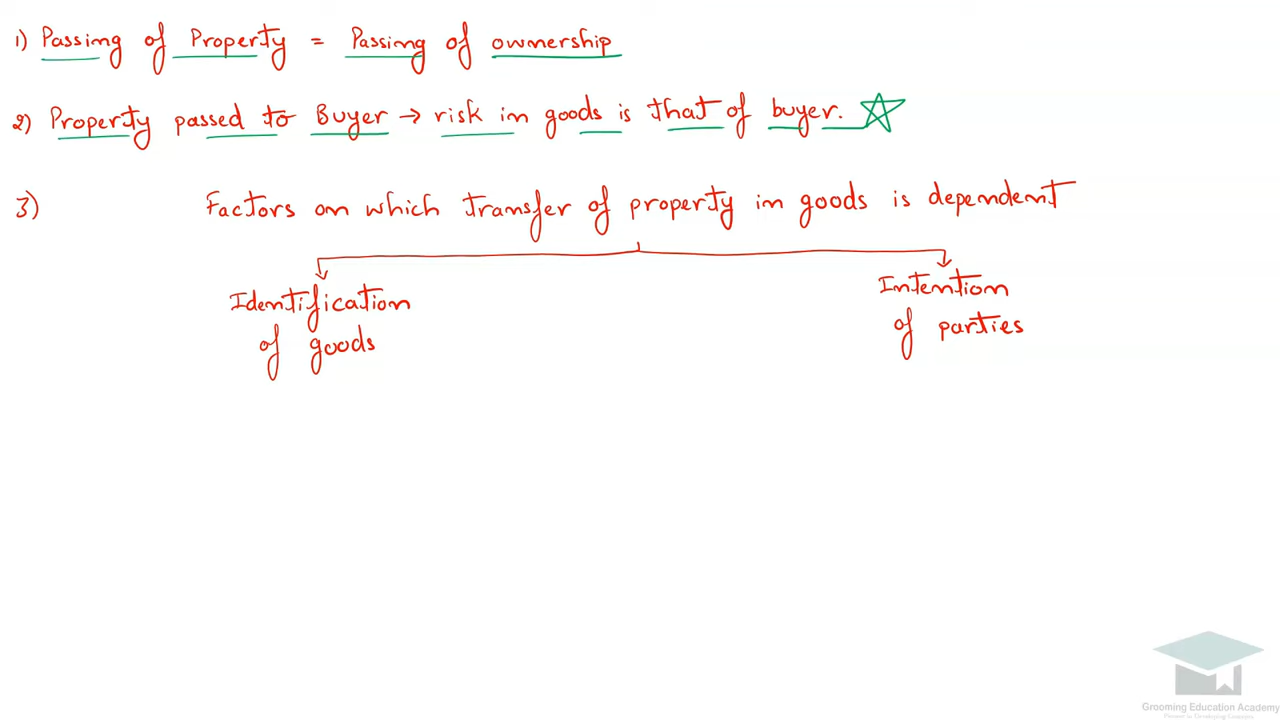 1) Passing of Property = Passing of ownership
2) Property passed to Buyer → risk in goods is that of buyer.
3) Factors on which transfer of property in goods is dependent
Identification of goods
Intention of parties
Grooming Education Academy